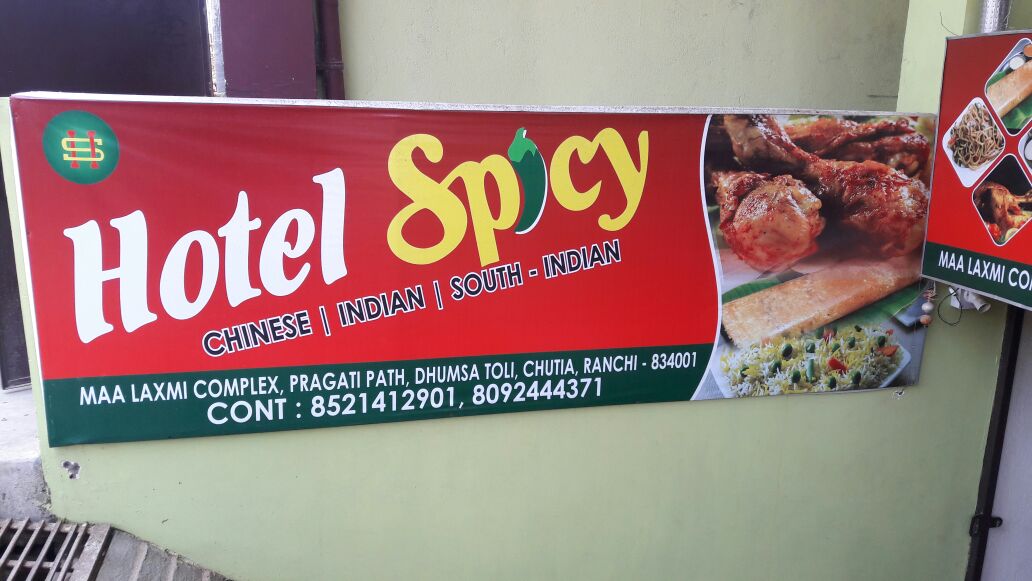 HS
Hotel Spicy
CHINESE | INDIAN | SOUTH - INDIAN
MAA LAXMI COMPLEX, PRAGATI PATH, DHUMSA TOLI, CHUTIA, RANCHI - 834001
CONT : 8521412901, 8092444371
MAA LAXMI